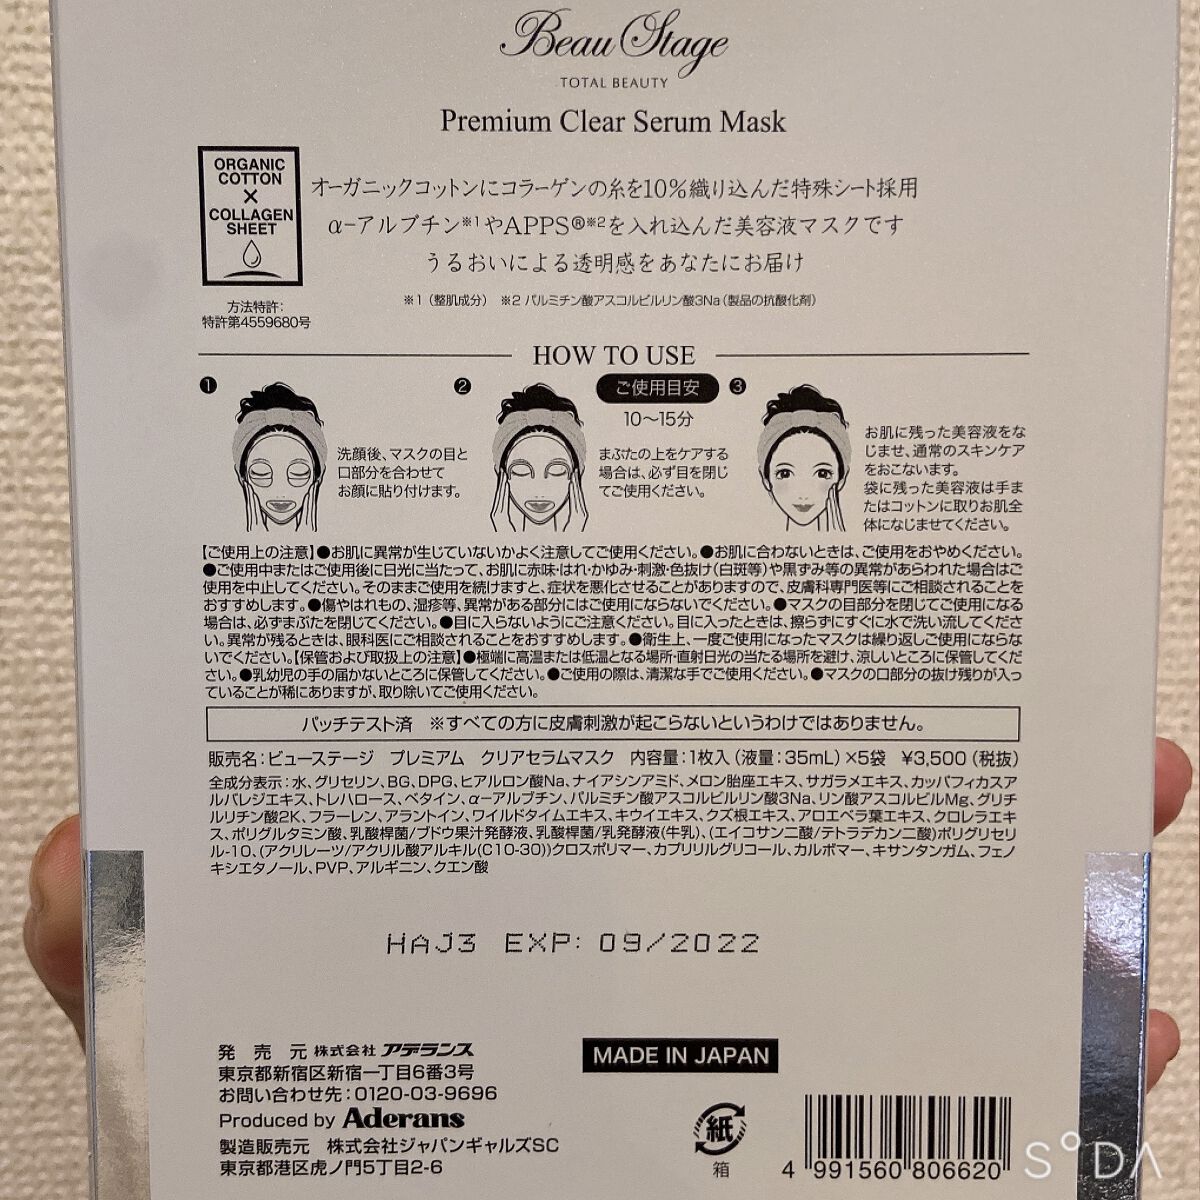 Beau Stage
TOTAL BEAUTY
Premium Clear Serum Mask
ORGANIC
COTTON
×
COLLAGEN
SHEET
方法特許:
特許第4559680号
オーガニックコットンにコラーゲンの糸を10%織り込んだ特殊シート採用
α-アルブチン※1やAPPS®※2を入れ込んだ美容液マスクです
うるおいによる透明感をあなたにお届け
※1(整肌成分) ※2 パルミチン酸アスコルビルリン酸3Na(製品の抗酸化剤)
HOW TO USE
1
洗顔後、マスクの目と
口部分を合わせて
お顔に貼り付けます。
2
ご使用目安
10〜15分
まぶたの上をケアする
場合は、必ず目を閉じ
てご使用ください。
3
お肌に残った美容液をな
じませ、通常のスキンケア
をおこないます。
袋に残った美容液は手ま
たはコットンに取りお肌全
体になじませてください。
【ご使用上の注意】●お肌に異常が生じていないかよく注意してご使用ください。●お肌に合わないときは、ご使用をおやめください。
●ご使用中またはご使用後に日光に当たって、お肌に赤味・はれ・かゆみ・刺激・色抜け(白斑等)や黒ずみ等の異常があらわれた場合はご
使用を中止してください。そのままご使用を続けますと、症状を悪化させることがありますので、皮膚科専門医等にご相談されることを
おすすめします。●傷やはれもの、湿疹等、異常がある部分にはご使用にならないでください。●マスクの目部分を閉じてご使用になる
場合は、必ずまぶたを閉じてください。●目に入らないようにご注意ください。目に入ったときは、擦らずにすぐに水で洗い流してくださ
い。異常が残るときは、眼科医にご相談されることをおすすめします。●衛生上、一度ご使用になったマスクは繰り返しご使用にならな
いでください。【保管および取扱上の注意】●極端に高温または低温となる場所・直射日光の当たる場所を避け、涼しいところに保管してくだ
さい。●乳幼児の手の届かないところに保管してください。●ご使用の際は、清潔な手でご使用ください。●マスクの口部分の抜け残りが入っ
ていることが稀にありますが、取り除いてご使用ください。
パッチテスト済 ※すべての方に皮膚刺激が起こらないというわけではありません。
販売名:ビューステージ プレミアム クリアセラムマスク 内容量:1枚入(液量:35mL)×5袋 ¥3,500(税抜)
全成分表示:水、グリセリン、BG、DPG、ヒアルロン酸Na、ナイアシンアミド、メロン胎座エキス、サガラメエキス、カッパフィカスア
ルバレジエキス、トレハロース、ベタイン、α-アルブチン、パルミチン酸アスコルビルリン酸3Na、リン酸アスコルビルMg、グリチ
ルリチン酸2K、フラーレン、アラントイン、ワイルドタイムエキス、キウイエキス、クズ根エキス、アロエベラ葉エキス、クロレラエキ
ス、ポリグルタミン酸、乳酸桿菌/ブドウ果汁発酵液、乳酸桿菌/乳発酵液(牛乳)、(エイコサン二酸/テトラデカン二酸)ポリグリセリ
ル-10、(アクリレーツ/アクリル酸アルキル(C10-30))クロスポリマー、カプリリルグリコール、カルボマー、キサンタンガム、フェノ
キシエタノール、PVP、アルギニン、クエン酸
HAJ3 EXP: 09/2022
発 売 元 株式会社 アデランス
東京都新宿区新宿一丁目6番3号
お問い合わせ先:0120-03-9696
Produced by Aderans
製造販売元 株式会社ジャパンギャルズSC
東京都港区虎ノ門5丁目2-6
MADE IN JAPAN
紙
箱
4 991560 806620
SODA